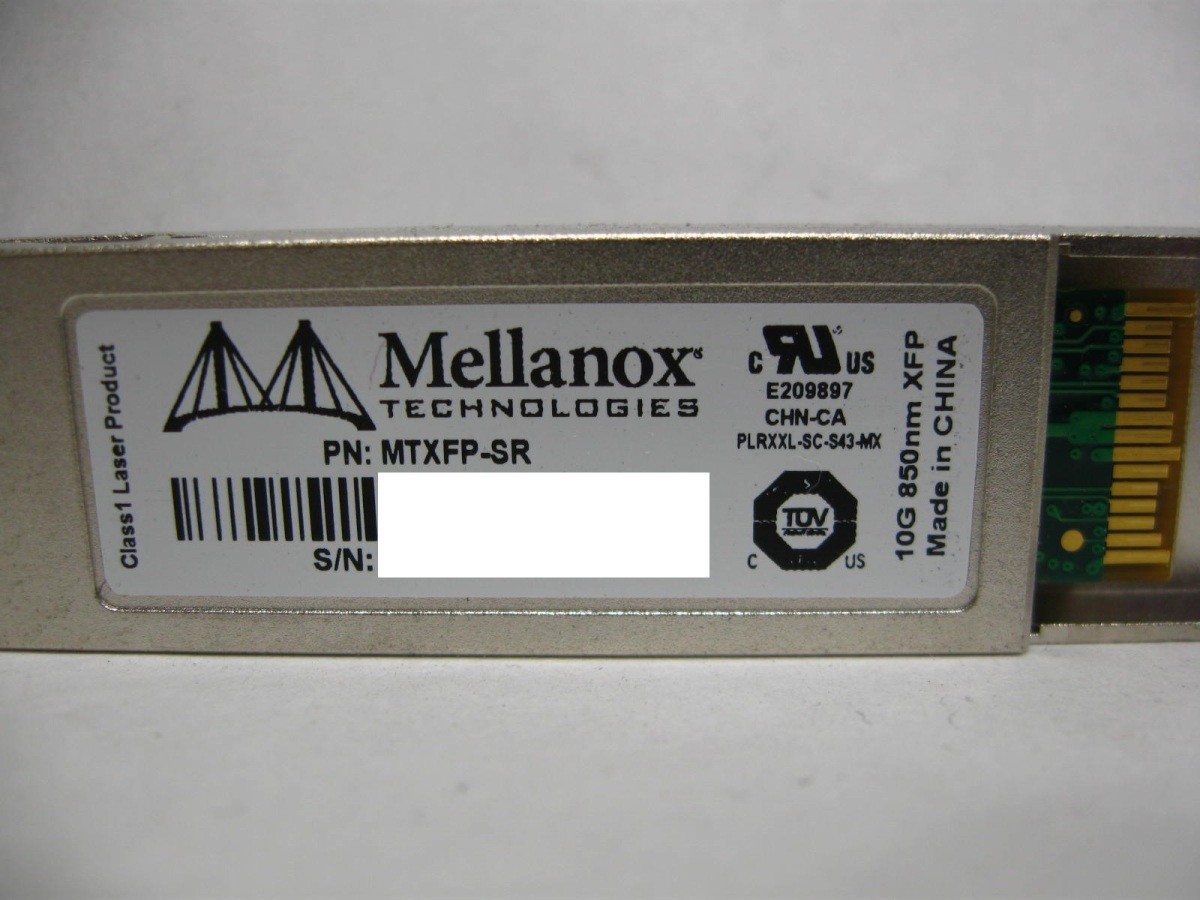 Class1 Laser Product
Mellanox
TECHNOLOGIES
PN: MTXFP-SR
S/N:
C RU US
E209897
CHN-CA
PLRXXL-SC-S43-MX
TÜV
C US
10G 850nm XFP
Made in CHINA